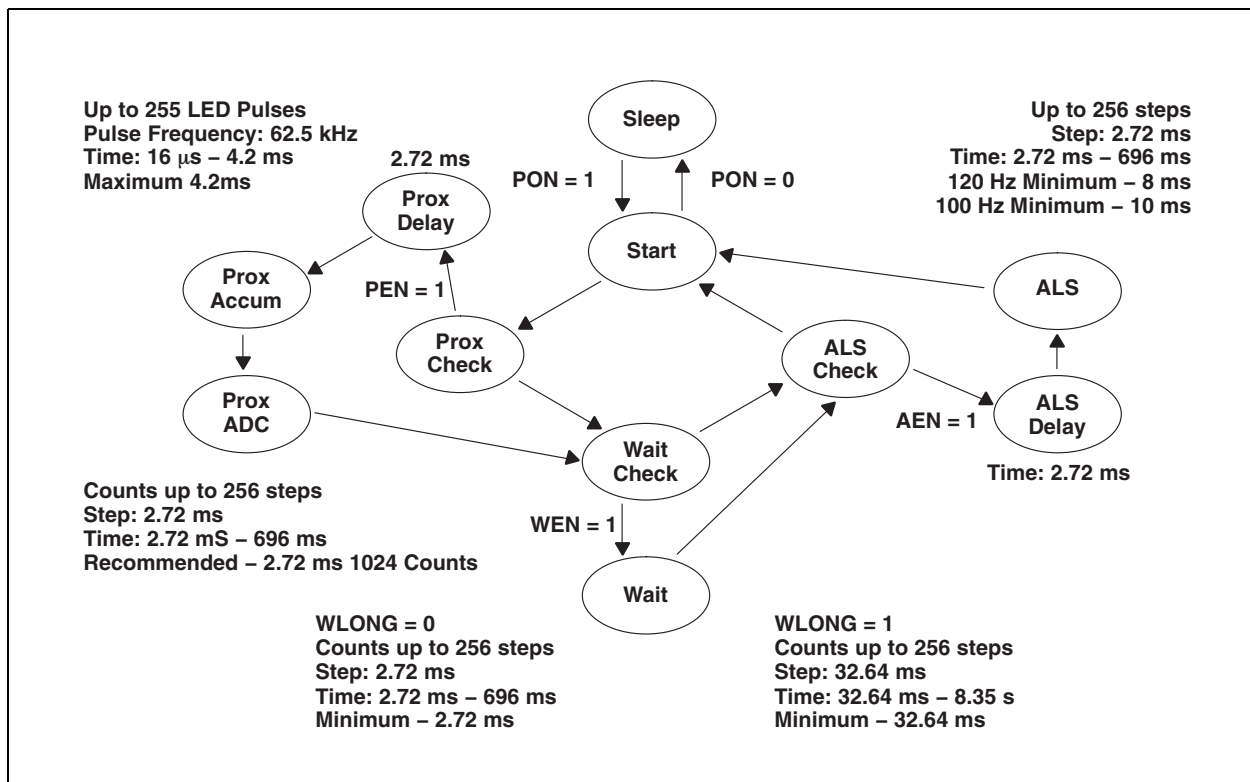 Up to 255 LED Pulses
Pulse Frequency: 62.5 kHz
Time: 16 μs – 4.2 ms
Maximum 4.2ms
2.72 ms
Prox
Delay
Sleep
PON = 1
PON = 0
Start
Up to 256 steps
Step: 2.72 ms
Time: 2.72 ms – 696 ms
120 Hz Minimum – 8 ms
100 Hz Minimum – 10 ms
Prox
Accum
PEN = 1
Prox
Check
ALS
ALS
Check
Prox
ADC
AEN = 1
ALS
Delay
Time: 2.72 ms
Wait
Check
Counts up to 256 steps
Step: 2.72 ms
Time: 2.72 mS – 696 ms
Recommended – 2.72 ms 1024 Counts
WEN = 1
Wait
WLONG = 0
Counts up to 256 steps
Step: 2.72 ms
Time: 2.72 ms – 696 ms
Minimum – 2.72 ms
WLONG = 1
Counts up to 256 steps
Step: 32.64 ms
Time: 32.64 ms – 8.35 s
Minimum – 32.64 ms